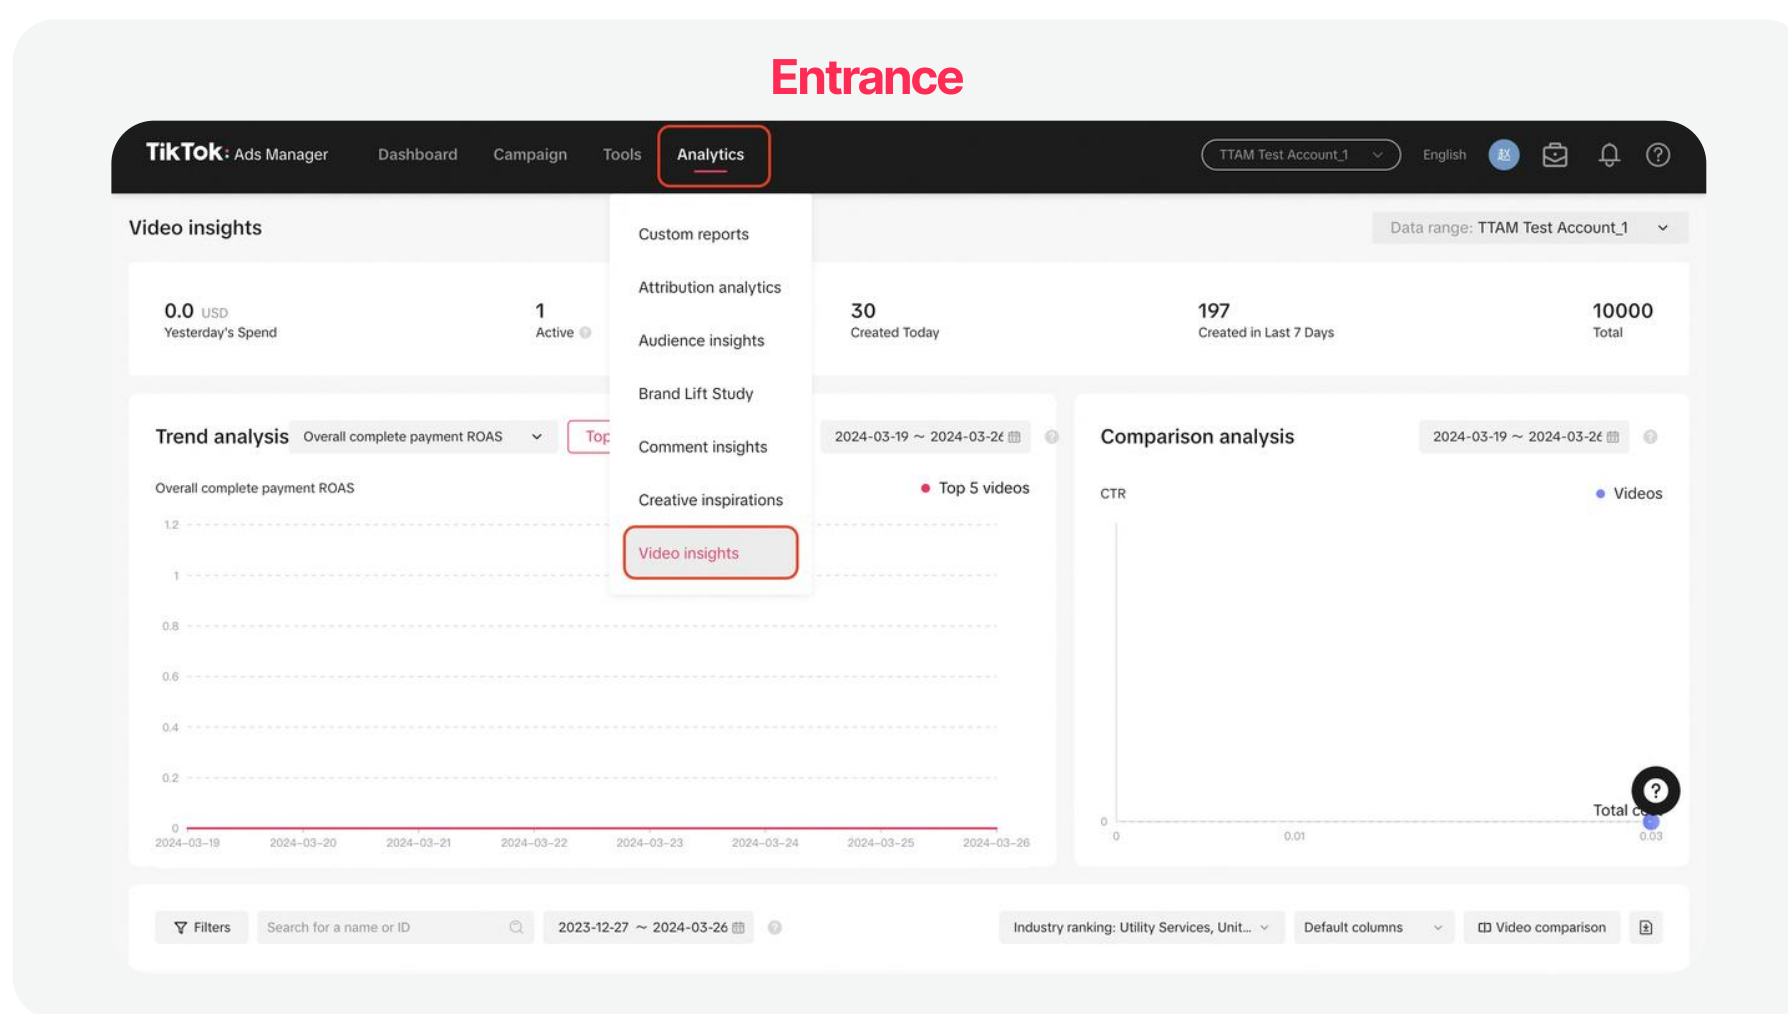 Entrance
TikTok: Ads Manager Dashboard Campaign Tools Analytics TTAM Test Account_1 English 赵
Video insights Data range: TTAM Test Account_1
Custom reports
Attribution analytics
Audience insights
Brand Lift Study
Comment insights
Creative inspirations
Video insights
0.0 USD
Yesterday's Spend
1
Active
30
Created Today
197
Created in Last 7 Days
10000
Total
Trend analysis Overall complete payment ROAS Top 2024-03-19 ~ 2024-03-26
Overall complete payment ROAS Top 5 videos
1.2
1
0.8
0.6
0.4
0.2
0
2024-03-19 2024-03-20 2024-03-21 2024-03-22 2024-03-23 2024-03-24 2024-03-25 2024-03-26
Comparison analysis 2024-03-19 ~ 2024-03-26
CTR Videos
Total
0
0 0.01 0.03
Filters Search for a name or ID 2023-12-27 ~ 2024-03-26 Industry ranking: Utility Services, Unit... Default columns Video comparison